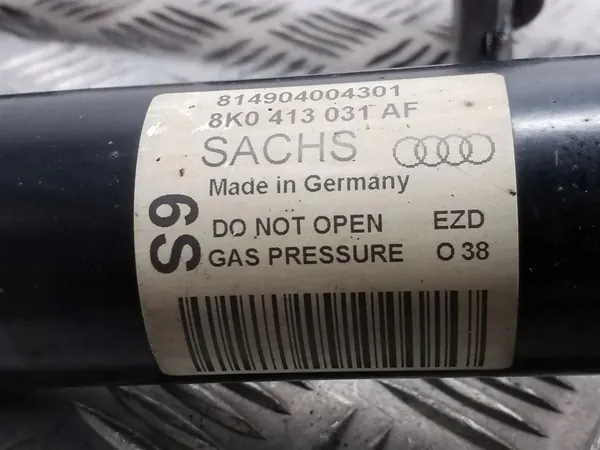 814904004301
8K0 413 031 AF
SACHS
Made in Germany
S9
DO NOT OPEN EZD
GAS PRESSURE O 38